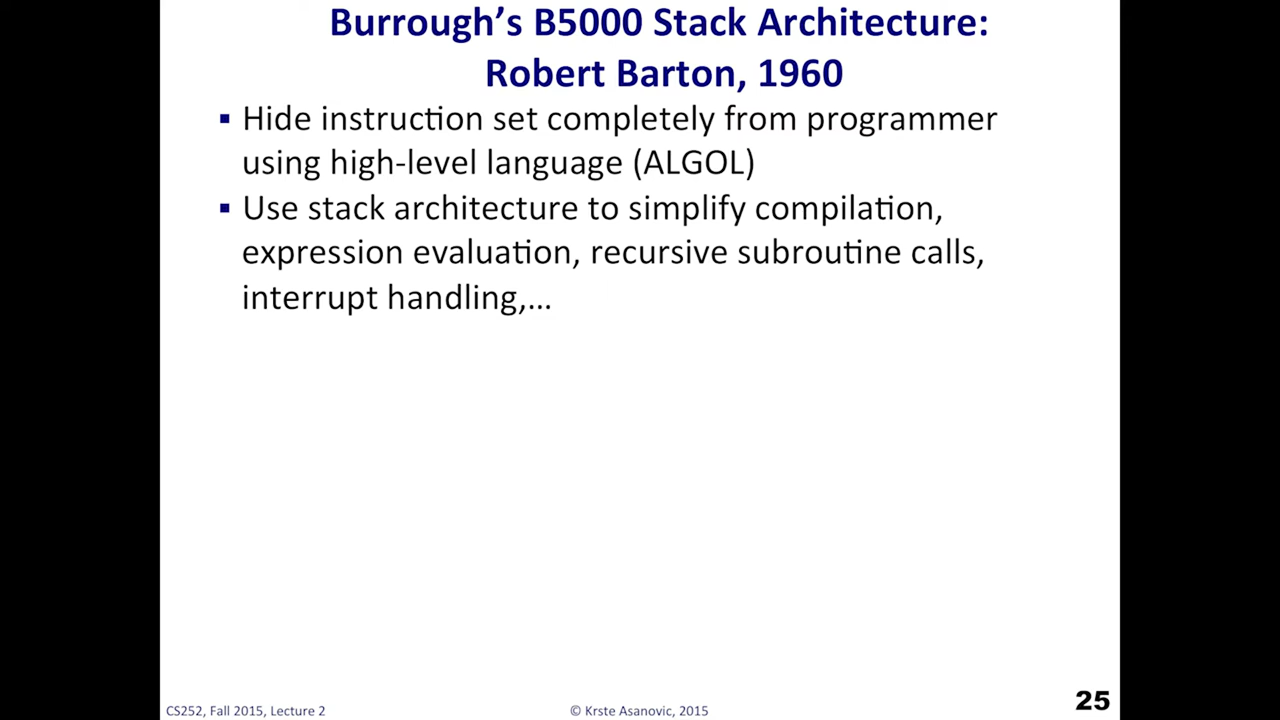 Burrough’s B5000 Stack Architecture:
Robert Barton, 1960
▪ Hide instruction set completely from programmer
using high-level language (ALGOL)
▪ Use stack architecture to simplify compilation,
expression evaluation, recursive subroutine calls,
interrupt handling,…
CS252, Fall 2015, Lecture 2
© Krste Asanovic, 2015
25